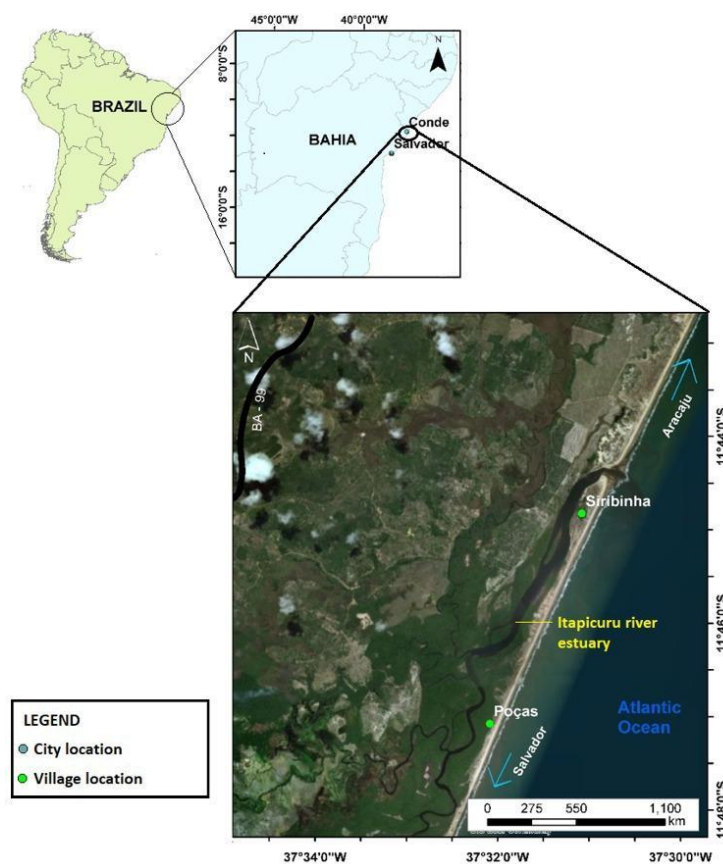 45°0'0"W
40°0'0"W
N
8°0'0"S
BRAZIL
Conde
BAHIA
Salvador
16°0'0"S
N
BA - 99
Aracaju
11°44'0"S
Siribinha
Itapicuru river
estuary
11°46'0"S
Poças
Atlantic
Ocean
Salvador
LEGEND
City location
Village location
0 275 550 1,100
km
11°48'0"S
37°34'0"W
37°32'0"W
37°30'0"W